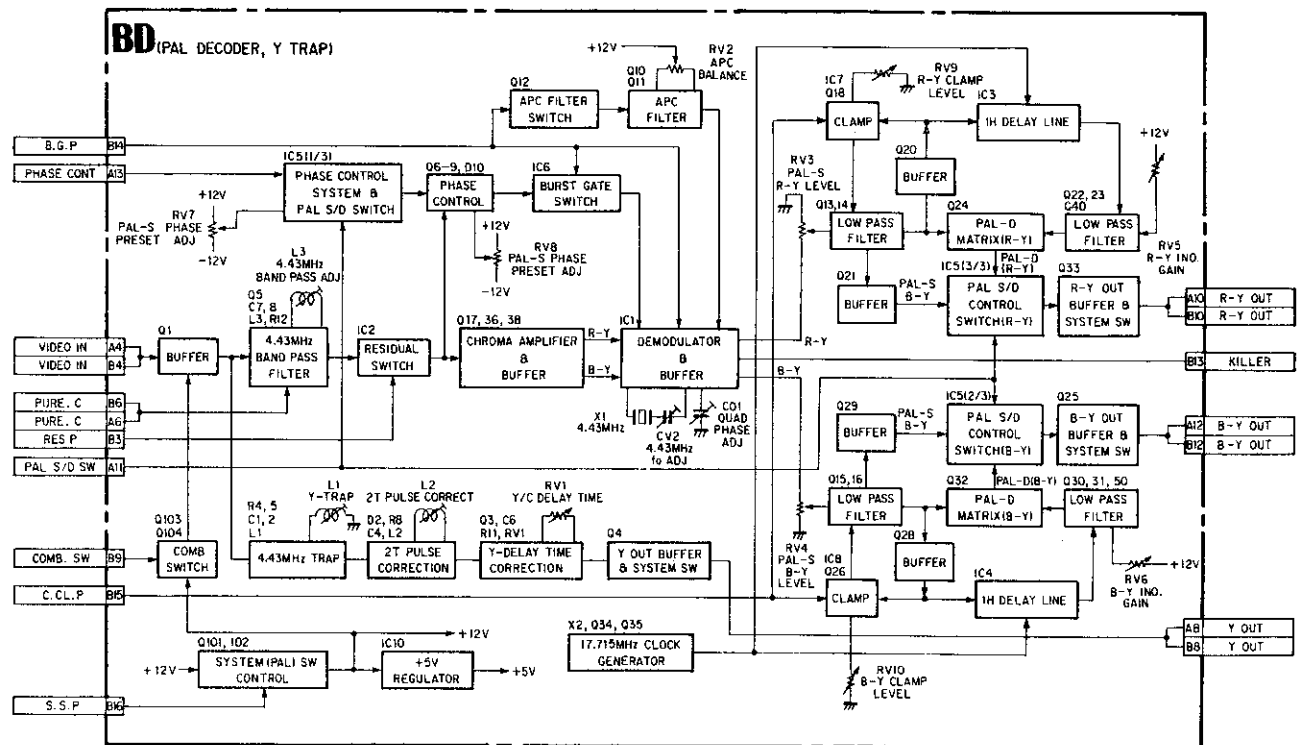 BD (PAL DECODER, Y TRAP)
B.G.P B14
PHASE CONT A13
VIDEO IN A4
VIDEO IN B4
PURE. C B6
PURE. C A6
RES P B3
PAL S/D SW A11
COMB. SW B9
C.CL.P B15
S.S.P B16
+12V
RV7
PAL-S PHASE
PRESET ADJ
-12V
IC5(1/3)
PHASE CONTROL
SYSTEM &
PAL S/D SWITCH
Q12
APC FILTER
SWITCH
+12V
RV2
APC
BALANCE
Q10
Q11
APC
FILTER
Q6-9, D10
PHASE
CONTROL
IC6
BURST GATE
SWITCH
+12V
RV8
PAL-S PHASE
PRESET ADJ
-12V
L3
4.43MHz
BAND PASS ADJ
Q1
BUFFER
Q5
C7, 8
L3, R12
4.43MHz
BAND PASS
FILTER
IC2
RESIDUAL
SWITCH
Q17, 36, 38
CHROMA AMPLIFIER
&
BUFFER
R-Y
B-Y
IC1
DEMODULATOR
&
BUFFER
R-Y
B-Y
X1
4.43MHz
CV2
4.43MHz
fo ADJ
CO1
QUAD
PHASE
ADJ
Q103
Q104
COMB
SWITCH
R4, 5
C1, 2
L1
L1
Y-TRAP
4.43MHz TRAP
L2
2T PULSE CORRECT
D2, R8
C4, L2
2T PULSE
CORRECTION
RV1
Y/C DELAY TIME
Q3, C6
R11, RV1
Y-DELAY TIME
CORRECTION
Q4
Y OUT BUFFER
& SYSTEM SW
+12V
Q101, 102
SYSTEM (PAL) SW
CONTROL
+12V
IC10
+5V
REGULATOR
+5V
X2, Q34, Q35
17.715MHz CLOCK
GENERATOR
IC7
Q18
CLAMP
RV9
R-Y CLAMP
LEVEL
IC3
1H DELAY LINE
RV3
PAL-S
R-Y LEVEL
Q20
BUFFER
Q13, 14
LOW PASS
FILTER
Q24
PAL-D
MATRIX(R-Y)
Q22, 23
C40
LOW PASS
FILTER
+12V
RV5
R-Y INO.
GAIN
Q21
BUFFER
PAL-S
B-Y
PAL-D
(R-Y)
IC5(3/3)
PAL S/D
CONTROL
SWITCH(R-Y)
Q33
R-Y OUT
BUFFER &
SYSTEM SW
A10 R-Y OUT
B10 R-Y OUT
B13 KILLER
Q29
BUFFER
PAL-S
B-Y
IC5(2/3)
PAL S/D
CONTROL
SWITCH(B-Y)
Q25
B-Y OUT
BUFFER &
SYSTEM SW
A12 B-Y OUT
B12 B-Y OUT
Q15, 16
LOW PASS
FILTER
Q32
PAL-D
MATRIX(B-Y)
PAL-D(B-Y)
Q30, 31, 50
LOW PASS
FILTER
RV4
PAL-S
B-Y
LEVEL
Q28
BUFFER
IC8
Q26
CLAMP
IC4
1H DELAY LINE
+12V
RV6
B-Y INO.
GAIN
RV10
B-Y CLAMP
LEVEL
A8 Y OUT
B8 Y OUT